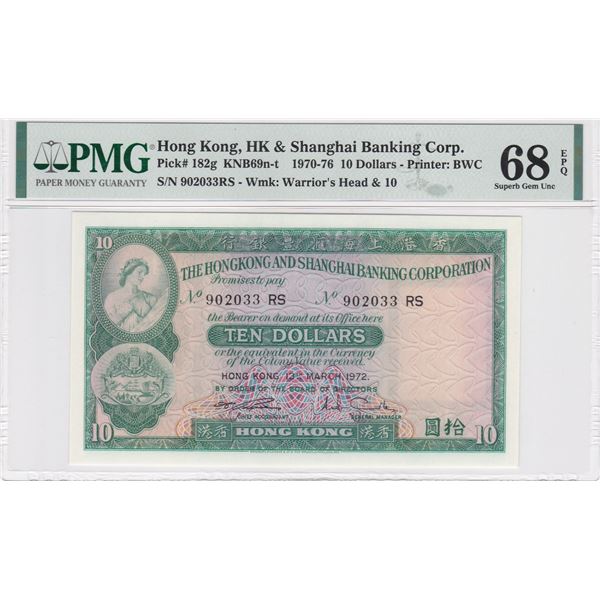 PMG
PAPER MONEY GUARANTY
Hong Kong, HK & Shanghai Banking Corp.
Pick# 182g KNB69n-t 1970-76 10 Dollars - Printer: BWC
S/N 902033RS - Wmk: Warrior's Head & 10
68 EPQ
Superb Gem Unc
10
行銀豐滙海上港香
THE HONGKONG AND SHANGHAI BANKING CORPORATION
Promises to pay
No 902033 RS No 902033 RS
the Bearer on demand at its Office here
TEN DOLLARS
or the equivalent in the Currency
of the Colony Value received.
HONG KONG, 13TH MARCH, 1972.
BY ORDER OF THE BOARD OF DIRECTORS
CHIEF ACCOUNTANT GENERAL MANAGER
圓拾
10 港香 HONG KONG 港香 10